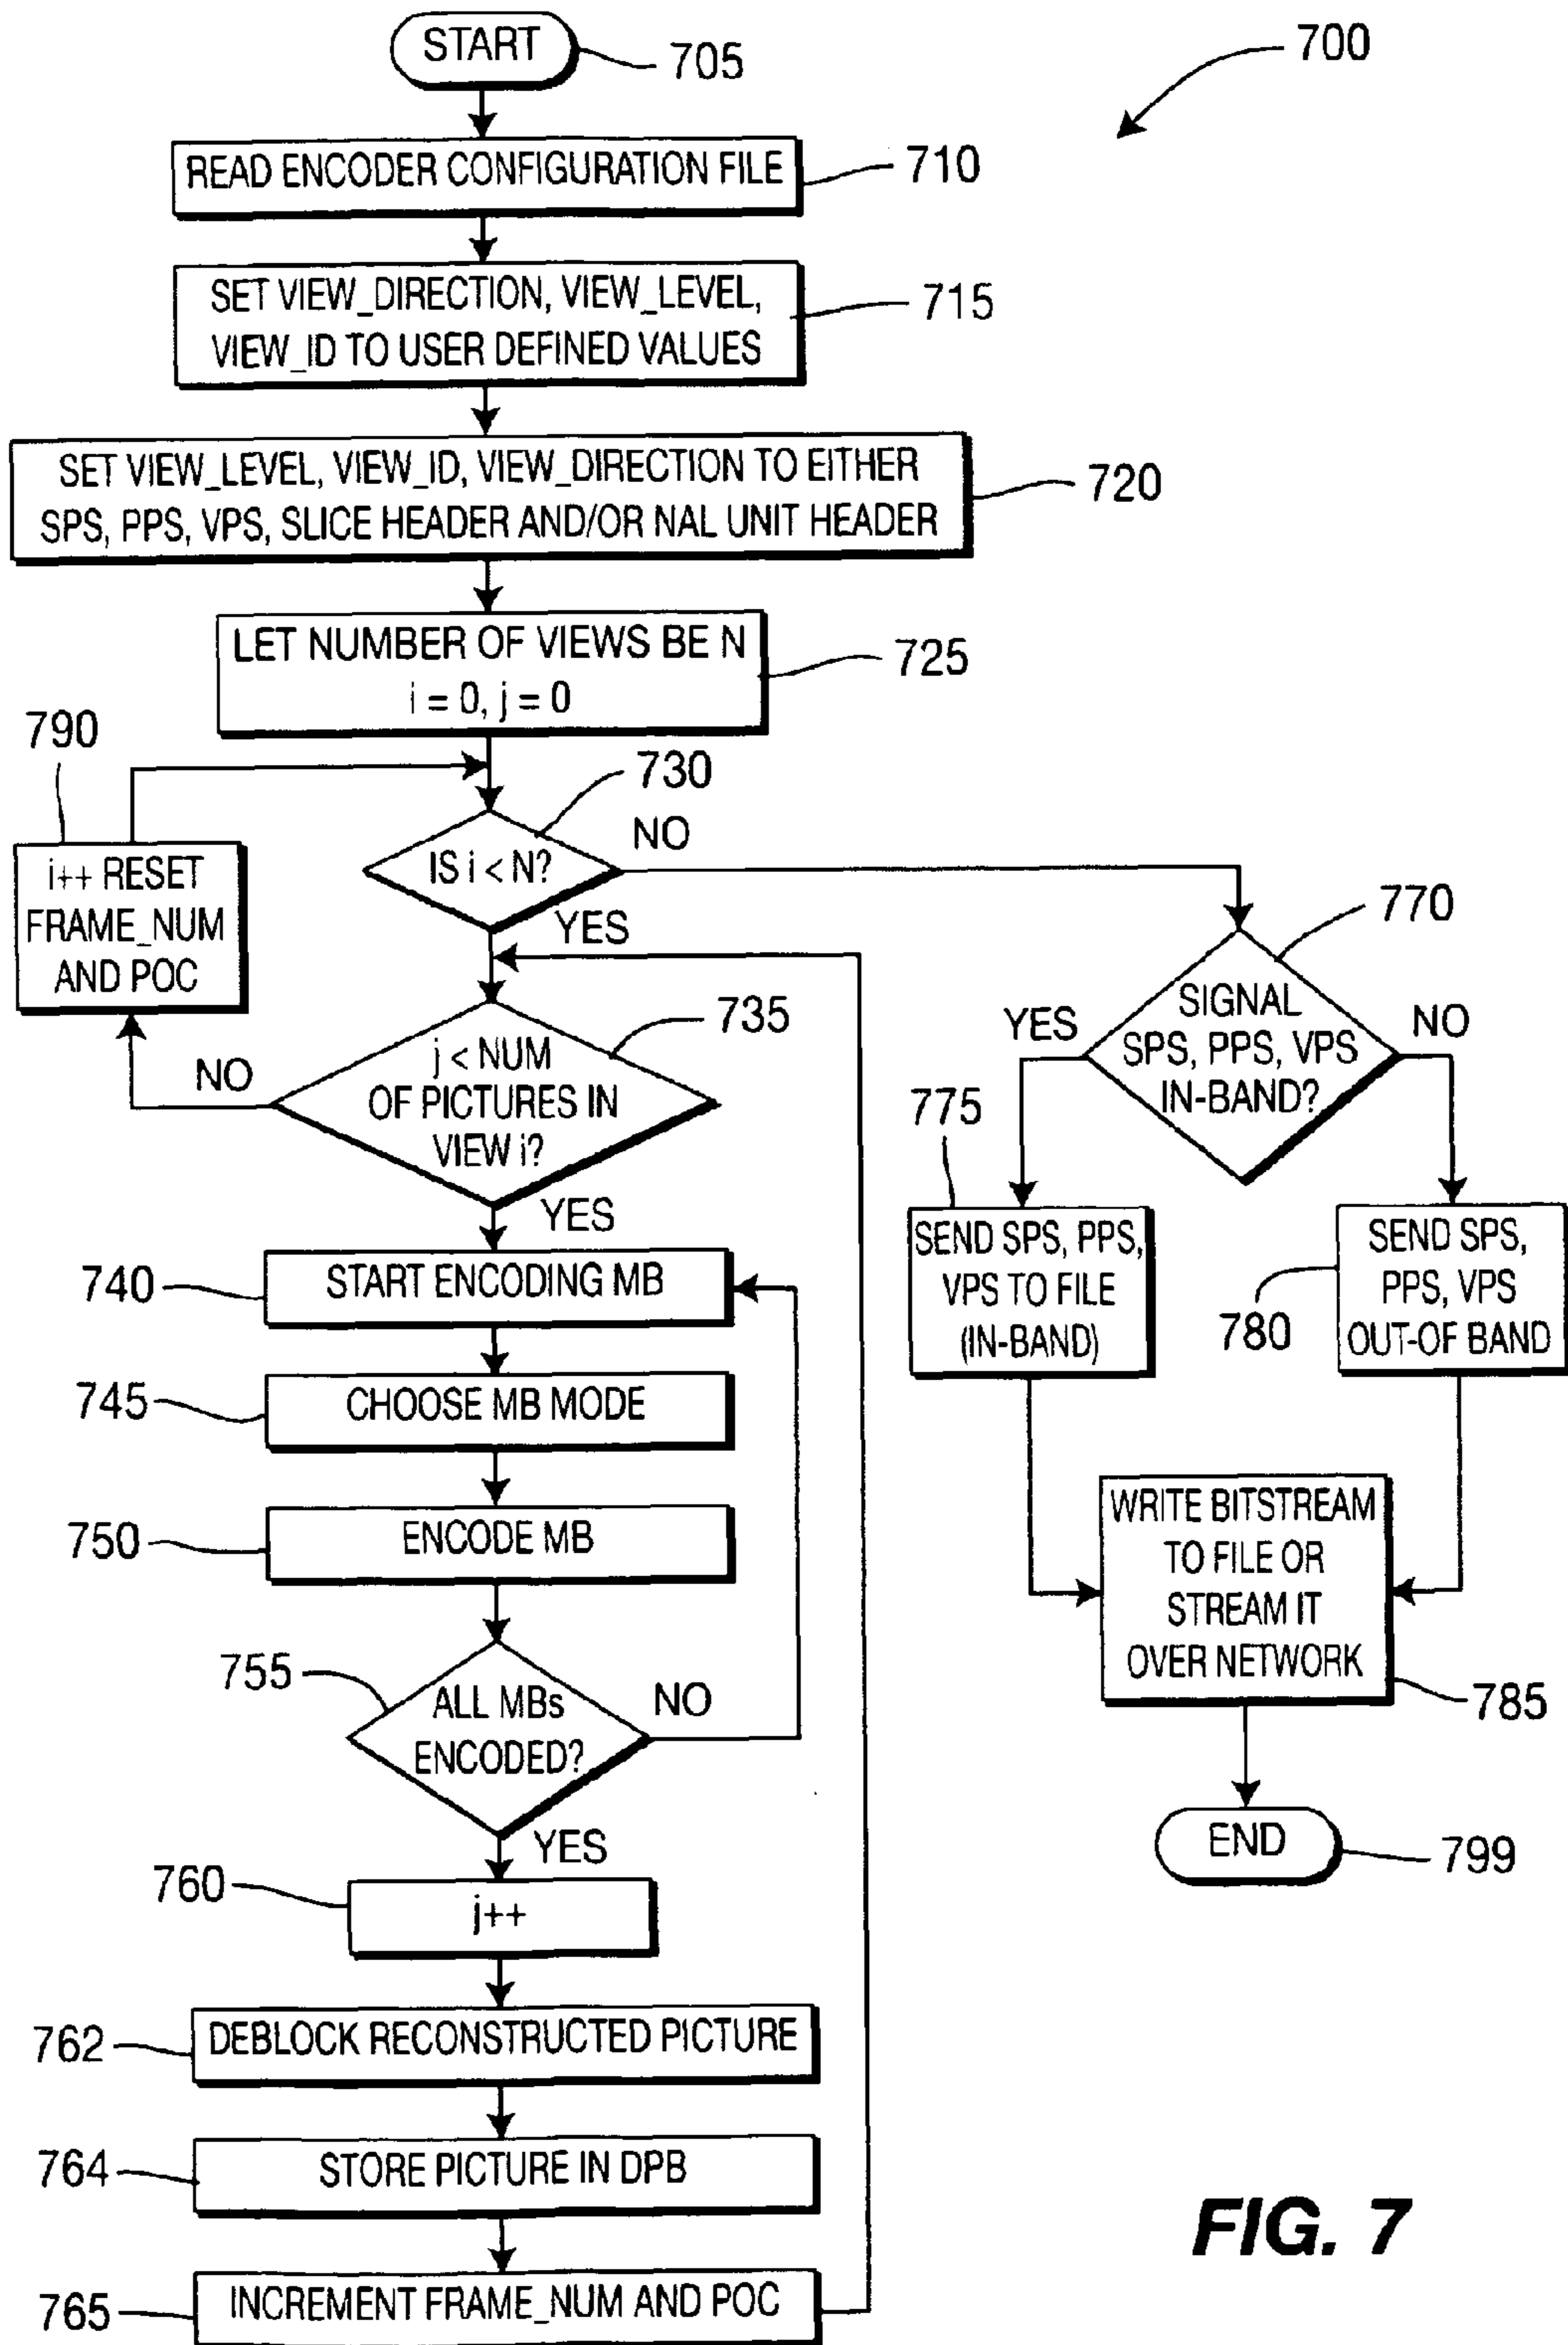 START
705
700
READ ENCODER CONFIGURATION FILE
710
SET VIEW_DIRECTION, VIEW_LEVEL,
VIEW_ID TO USER DEFINED VALUES
715
SET VIEW_LEVEL, VIEW_ID, VIEW_DIRECTION TO EITHER
SPS, PPS, VPS, SLICE HEADER AND/OR NAL UNIT HEADER
720
LET NUMBER OF VIEWS BE N
i = 0, j = 0
725
790
i++ RESET
FRAME_NUM
AND POC
730
IS i < N?
NO
YES
735
j < NUM
OF PICTURES IN
VIEW i?
NO
YES
740
START ENCODING MB
745
CHOOSE MB MODE
750
ENCODE MB
755
ALL MBs
ENCODED?
NO
YES
760
j++
762
DEBLOCK RECONSTRUCTED PICTURE
764
STORE PICTURE IN DPB
765
INCREMENT FRAME_NUM AND POC
770
SIGNAL
SPS, PPS, VPS
IN-BAND?
YES
NO
775
SEND SPS, PPS,
VPS TO FILE
(IN-BAND)
780
SEND SPS,
PPS, VPS
OUT-OF BAND
WRITE BITSTREAM
TO FILE OR
STREAM IT
OVER NETWORK
785
END
799
FIG. 7